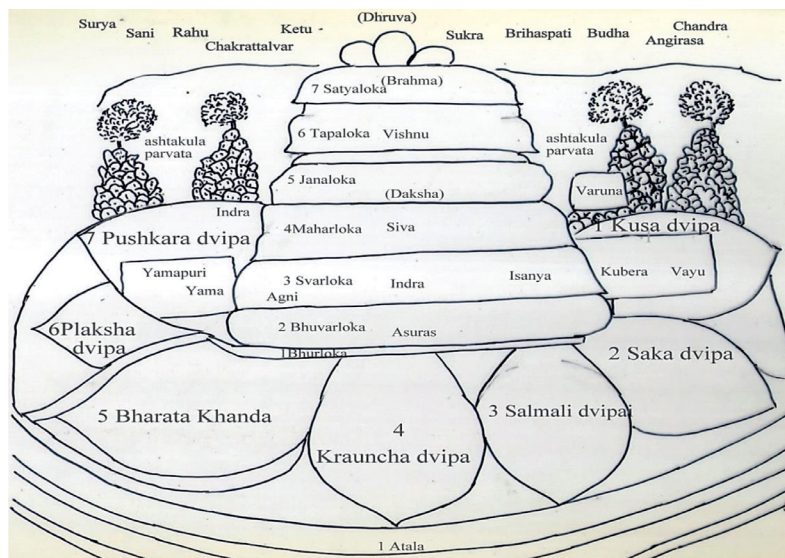 Surya
Sani
Rahu
Chakrattalvar
Ketu
(Dhruva)
Sukra
Brihaspati
Budha
Angirasa
Chandra
7 Satyaloka
(Brahma)
6 Tapaloka Vishnu
ashtakula
parvata
ashtakula
parvata
5 Janaloka
(Daksha)
Varuna
Indra
7 Pushkara dvipa
4Maharloka Siva
1 Kusa dvipa
Yamapuri
Yama
3 Svarloka Indra Isanya
Agni
Kubera Vayu
6Plaksha
dvipa
2 Bhuvarloka Asuras
1Bhurloka
2 Saka dvipa
5 Bharata Khanda
3 Salmali dvipai
4
Krauncha dvipa
1 Atala